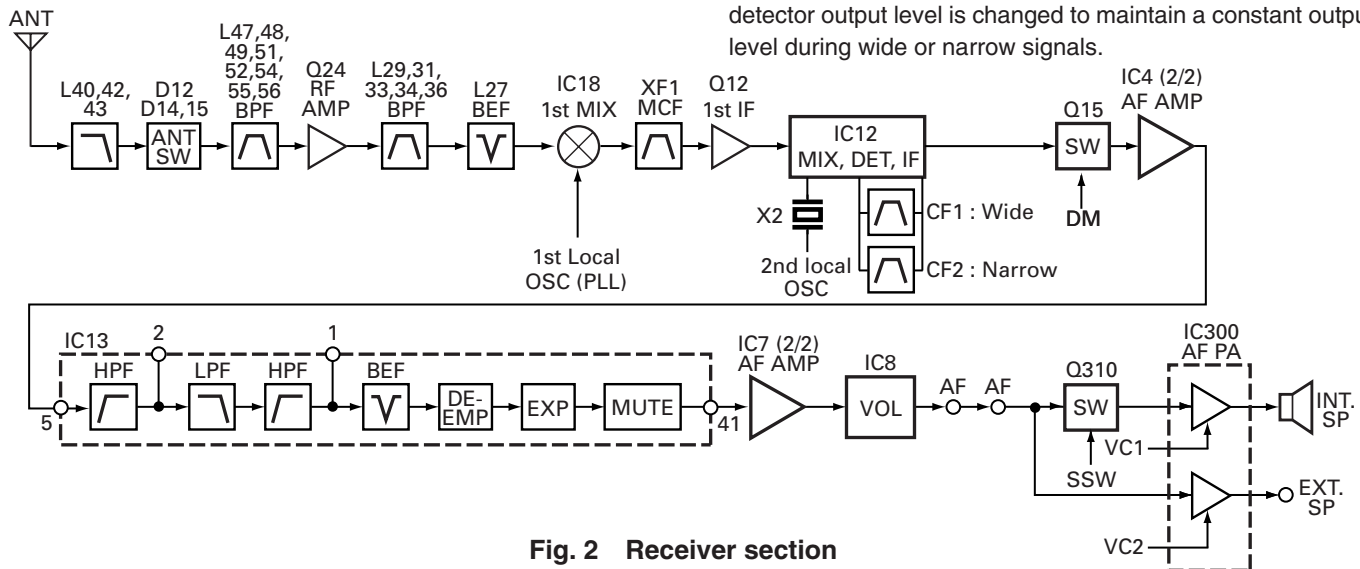 detector output level is changed to maintain a constant outpu
level during wide or narrow signals.
ANT
L40,42,
43
D12
D14,15
ANT
SW
L47,48,
49,51,
52,54,
55,56
BPF
Q24
RF
AMP
L29,31,
33,34,36
BPF
L27
BEF
IC18
1st MIX
1st Local
OSC (PLL)
XF1
MCF
Q12
1st IF
IC12
MIX, DET, IF
X2
2nd local
OSC
CF1 : Wide
CF2 : Narrow
Q15
SW
DM
IC4 (2/2)
AF AMP
IC13
5
HPF
2
LPF
HPF
1
BEF
DE-
EMP
EXP
MUTE
41
IC7 (2/2)
AF AMP
IC8
VOL
AF
AF
Q310
SW
SSW
IC300
AF PA
VC1
VC2
INT.
SP
EXT.
SP
Fig. 2 Receiver section